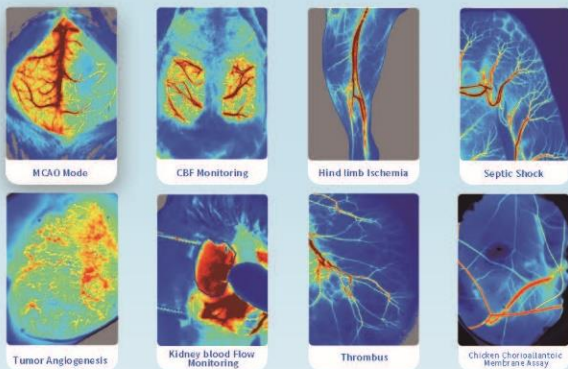 MCAO Mode
CBF Monitoring
Hind limb Ischemia
Septic Shock
Tumor Angiogenesis
Kidney blood Flow
Monitoring
Thrombus
Chicken Chorioallantoic
Membrane Assay